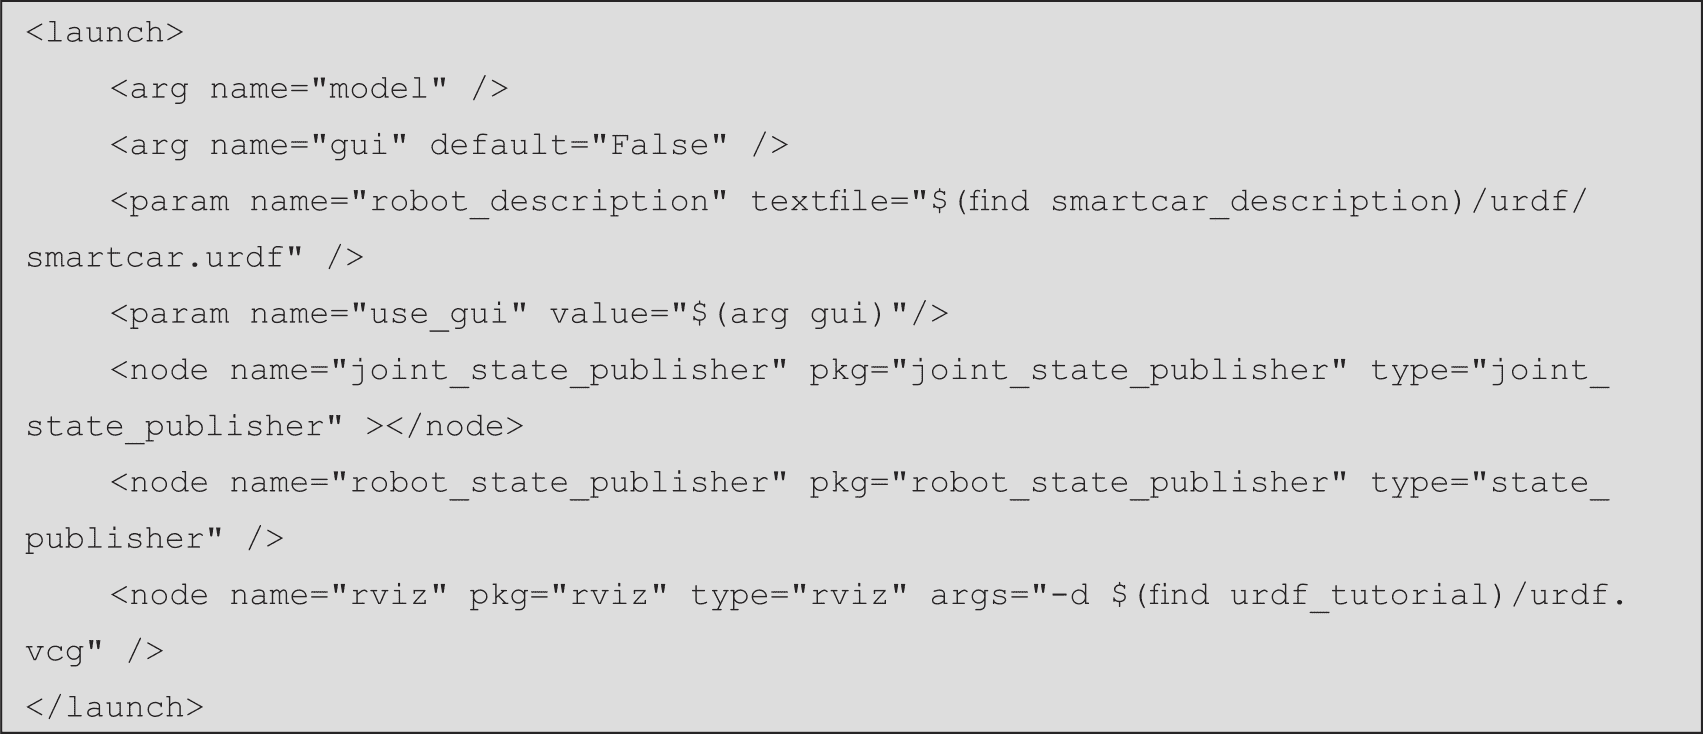 <launch>
<arg name="model" />
<arg name="gui" default="False" />
<param name="robot_description" textfile="$(find smartcar_description)/urdf/
smartcar.urdf" />
<param name="use_gui" value="$(arg gui)"/>
<node name="joint_state_publisher" pkg="joint_state_publisher" type="joint_
state_publisher" ></node>
<node name="robot_state_publisher" pkg="robot_state_publisher" type="state_
publisher" />
<node name="rviz" pkg="rviz" type="rviz" args="-d $(find urdf_tutorial)/urdf.
vcg" />
</launch>